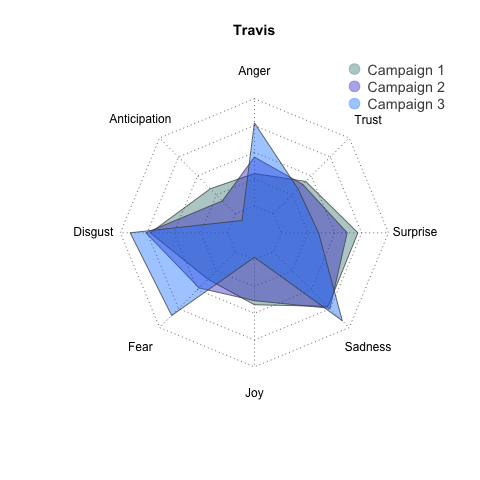 Travis
Anger
Campaign 1
Campaign 2
Campaign 3
Anticipation
Trust
Disgust
Surprise
Fear
Sadness
Joy